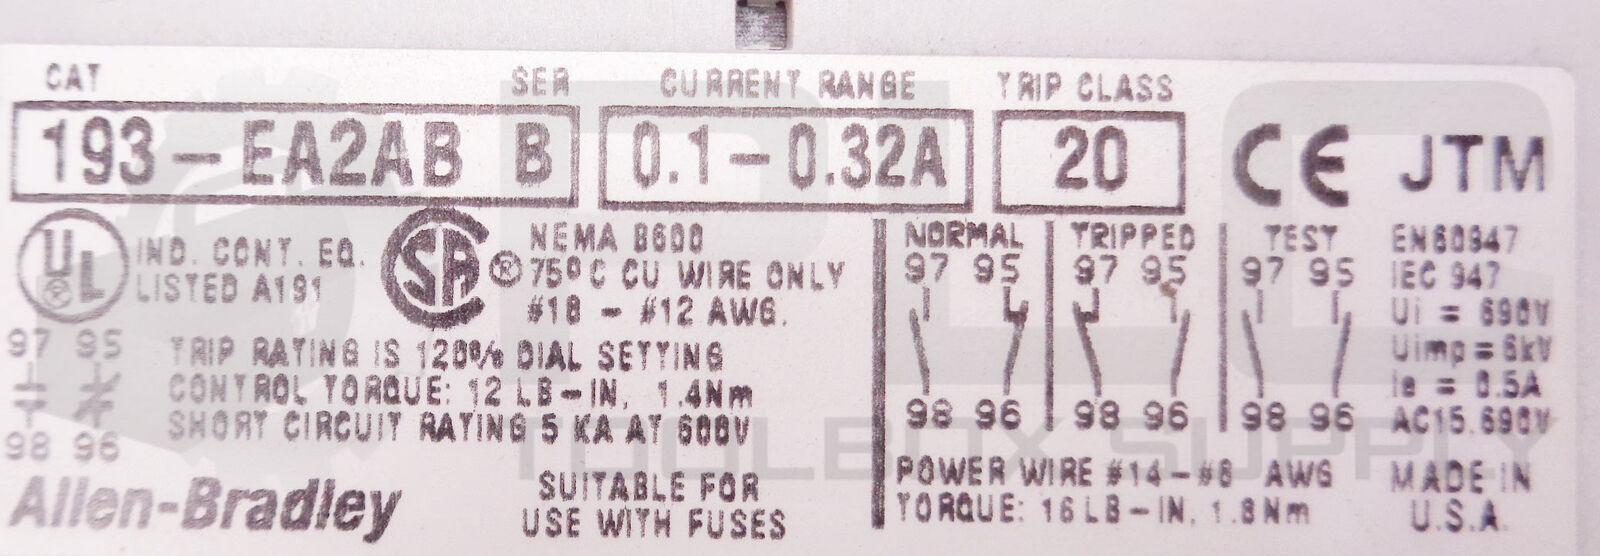 CAT SER CURRENT RANGE TRIP CLASS
193-EA2AB B 0.1-0.32A 20 CE JTM
UL® IND. CONT. EQ.
LISTED A191
SA® NEMA B600
75°C CU WIRE ONLY
#18 - #12 AWG.
97 95
98 96
TRIP RATING IS 120% DIAL SETTING
CONTROL TORQUE: 12 LB-IN, 1.4Nm
SHORT CIRCUIT RATING 5 KA AT 600V
Allen-Bradley
SUITABLE FOR
USE WITH FUSES
NORMAL TRIPPED TEST
97 95 97 95 97 95
98 96 98 96 98 96
POWER WIRE #14-#8 AWG
TORQUE: 16 LB-IN, 1.8Nm
EN60947
IEC 947
Ui = 690V
Uimp = 6kV
Ie = 0.5A
AC15.690V
MADE IN
U.S.A.
PLC
TOOLBOX SUPPLY